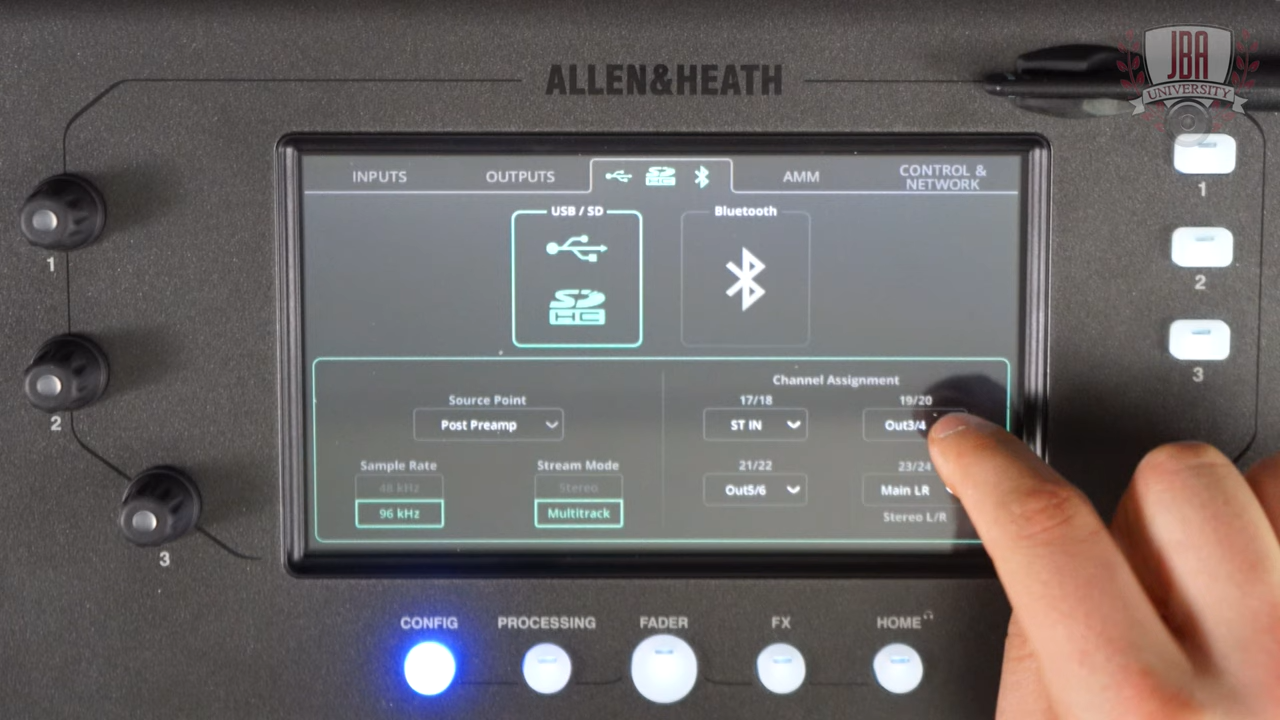 ALLEN&HEATH
JBA
UNIVERSITY
INPUTS
OUTPUTS
AMM
CONTROL &
NETWORK
USB / SD
Bluetooth
SD
HC
Channel Assignment
Source Point
Post Preamp
17/18
ST IN
19/20
Out3/4
Sample Rate
48 kHz
96 kHz
Stream Mode
Stereo
Multitrack
21/22
Out5/6
23/24
Main LR
Stereo L/R
1
2
3
1
2
3
CONFIG
PROCESSING
FADER
FX
HOME